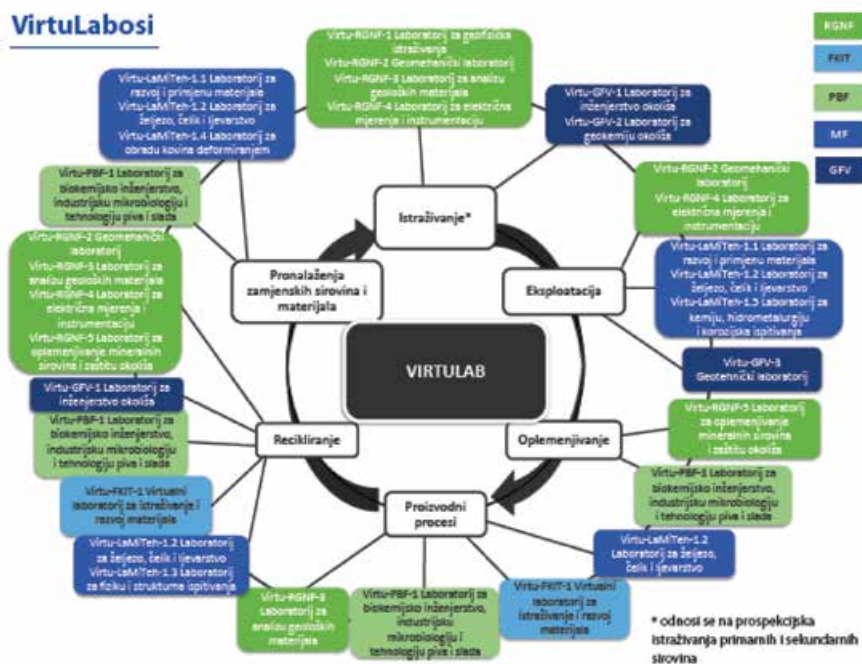 VirtuLabosi
RGNF
FKIT
PBF
MF
GFV
Virtu-RGNF-1 Laboratorij za geofizička
istraživanja
Virtu-RGNF-2 Geomehanički laboratorij
Virtu-RGNF-3 Laboratorij za analizu
geoloških materijala
Virtu-RGNF-4 Laboratorij za električna
mjerenja i instrumentaciju
Virtu-LaMiTeh-1.1 Laboratorij za
razvoj i primjenu materijala
Virtu-LaMiTeh-1.2 Laboratorij za
željezo, čelik i ljevarstvo
Virtu-LaMiTeh-1.4 Laboratorij za
obradu kovina deformiranjem
Virtu-GFV-1 Laboratorij za
inženjerstvo okoliša
Virtu-GFV-2 Laboratorij za
geokemiju okoliša
Virtu-PBF-1 Laboratorij za
biokemijsko inženjerstvo,
industrijsku mikrobiologiju i
tehnologiju piva i slada
Istraživanje*
Virtu-RGNF-2 Geomehanički
laboratorij
Virtu-RGNF-4 Laboratorij za
električna mjerenja i
instrumentaciju
Virtu-RGNF-2 Geomehanički
laboratorij
Virtu-RGNF-3 Laboratorij za
analizu geoloških materijala
Virtu-RGNF-4 Laboratorij za
električna mjerenja i
instrumentaciju
Virtu-RGNF-5 Laboratorij za
oplemenjivanje mineralnih
sirovina i zaštitu okoliša
Pronalaženja
zamjenskih sirovina i
materijala
Eksploatacija
Virtu-LaMiTeh-1.1 Laboratorij za
razvoj i primjenu materijala
Virtu-LaMiTeh-1.2 Laboratorij za
željezo, čelik i ljevarstvo
Virtu-LaMiTeh-1.5 Laboratorij za
kemiju, hidrometalurgiju
i korozijska ispitivanja
VIRTULAB
Virtu-GFV-3
Geotehnički laboratorij
Virtu-GFV-1 Laboratorij za
inženjerstvo okoliša
Virtu-PBF-1 Laboratorij za
biokemijsko inženjerstvo,
industrijsku mikrobiologiju
i tehnologiju piva i slada
Recikliranje
Oplemenjivanje
Virtu-RGNF-5 Laboratorij
za oplemenjivanje
mineralnih sirovina
i zaštitu okoliša
Virtu-PBF-1 Laboratorij za
biokemijsko inženjerstvo,
industrijsku mikrobiologiju
i tehnologiju piva i slada
Virtu-FKIT-1 Virtualni
laboratorij za istraživanje i
razvoj materijala
Proizvodni
procesi
Virtu-LaMiTeh-1.2 Laboratorij
za željezo, čelik i ljevarstvo
Virtu-LaMiTeh-1.3 Laboratorij
za fiziku i strukturna ispitivanja
Virtu-LaMiTeh-1.2
Laboratorij za željezo,
čelik i ljevarstvo
Virtu-RGNF-3
Laboratorij za
analizu geoloških
materijala
Virtu-PBF-1 Laboratorij za
biokemijsko inženjerstvo,
industrijsku
mikrobiologiju i
tehnologiju piva i slada
Virtu-FKIT-1 Virtualni
laboratorij za
istraživanje i razvoj
materijala
* odnosi se na prospekcijska
istraživanja primarnih i sekundarnih
sirovina